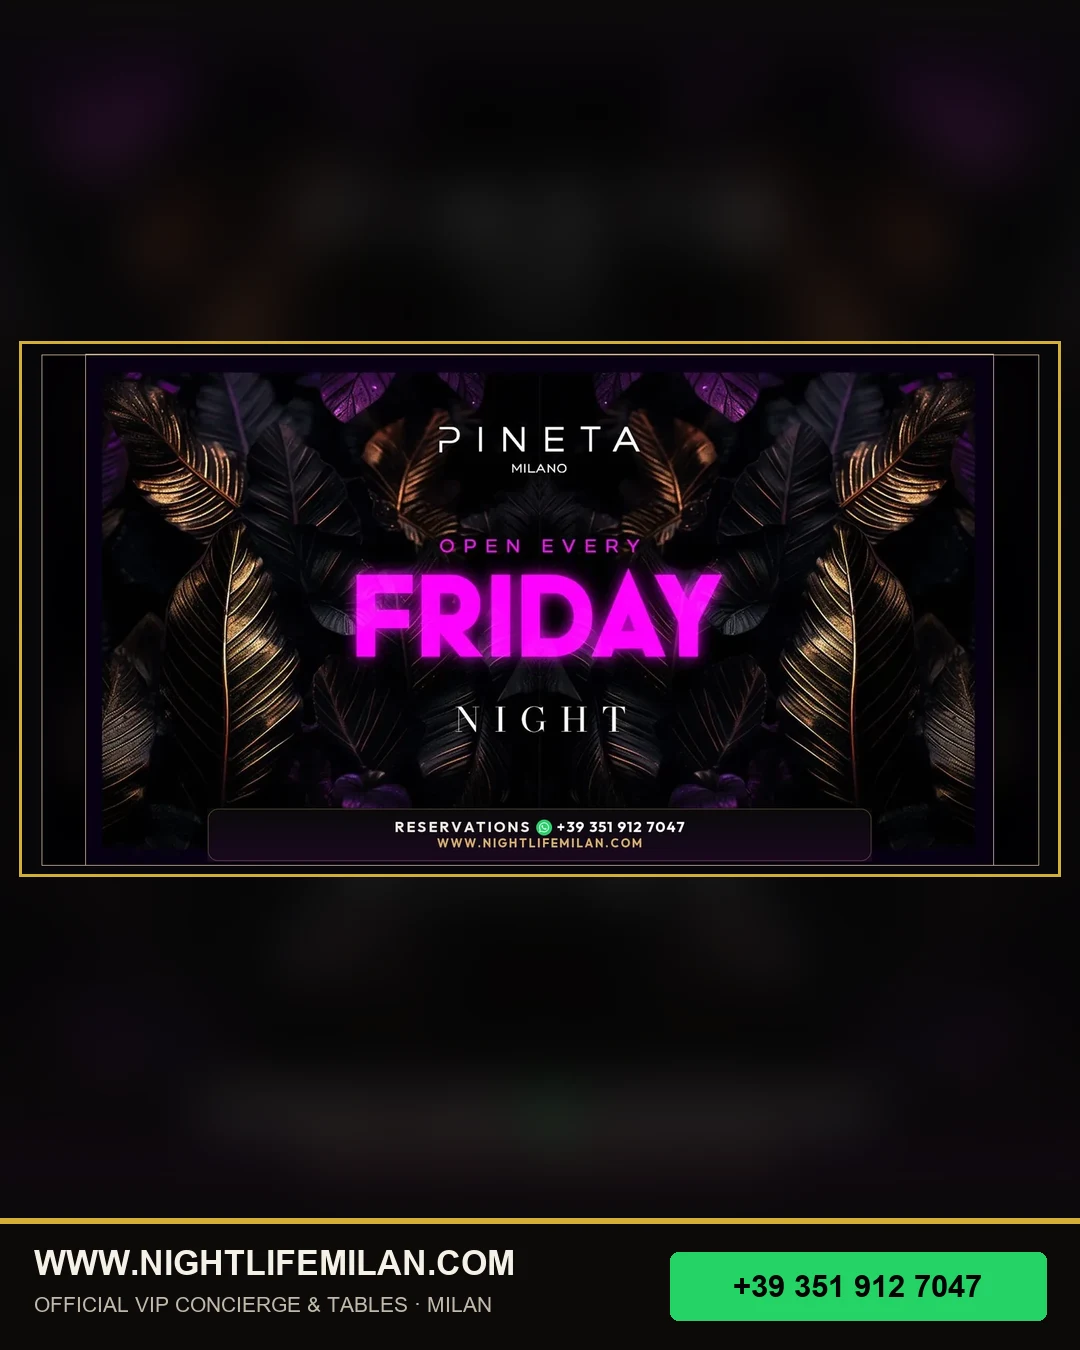 PINETA
MILANO
OPEN EVERY
FRIDAY
NIGHT
RESERVATIONS +39 351 912 7047
WWW.NIGHTLIFEMILAN.COM
WWW.NIGHTLIFEMILAN.COM
OFFICIAL VIP CONCIERGE & TABLES · MILAN
+39 351 912 7047